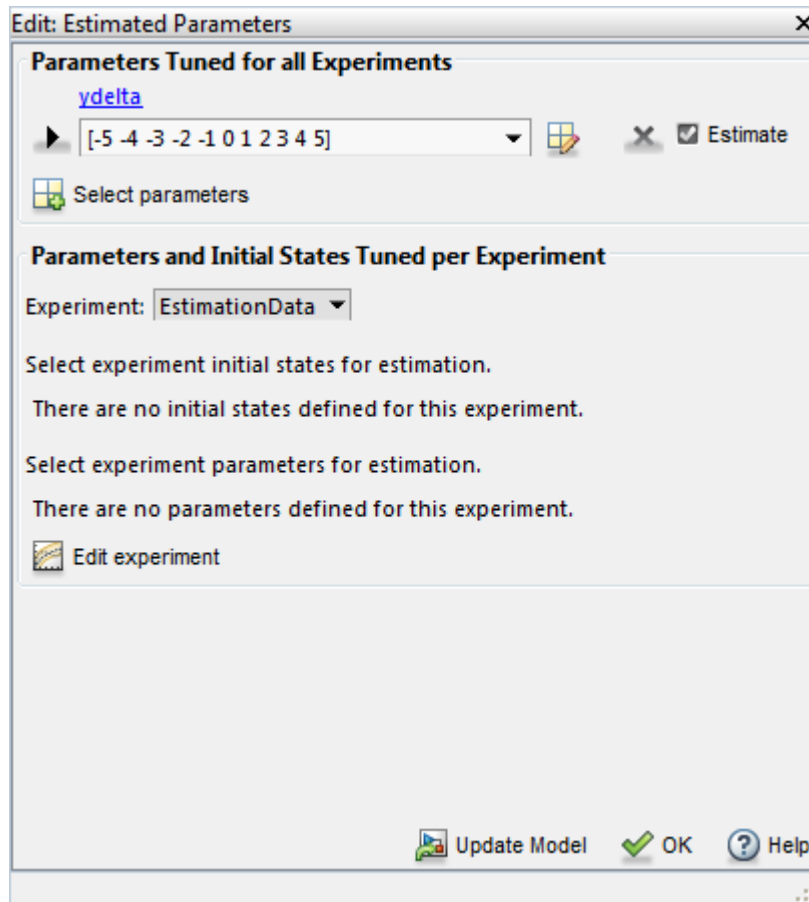 Edit: Estimated Parameters
Parameters Tuned for all Experiments
ydelta
[-5 -4 -3 -2 -1 0 1 2 3 4 5]
Estimate
Select parameters
Parameters and Initial States Tuned per Experiment
Experiment: EstimationData
Select experiment initial states for estimation.
There are no initial states defined for this experiment.
Select experiment parameters for estimation.
There are no parameters defined for this experiment.
Edit experiment
Update Model OK Help